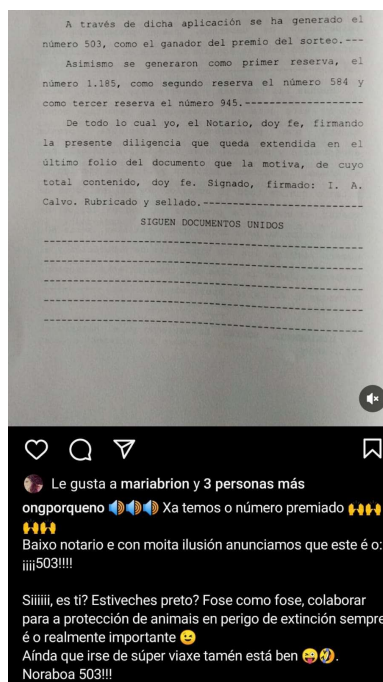 A través de dicha aplicación se ha generado el
número 503, como el ganador del premio del sorteo.---
Asimismo se generaron como primer reserva, el
número 1.185, como segundo reserva el número 584 y
como tercer reserva el número 945.--------------------
De todo lo cual yo, el Notario, doy fe, firmando
la presente diligencia que queda extendida en el
último folio del documento que la motiva, de cuyo
total contenido, doy fe. Signado, firmado: I. A.
Calvo. Rubricado y sellado.---------------------------
SIGUEN DOCUMENTOS UNIDOS
------------------------------------------------------
------------------------------------------------------
------------------------------------------------------
------------------------------------------------------
------------------------------------------------------
Le gusta a mariabrion y 3 personas más
ongporqueno 🔊🔊🔊 Xa temos o número premiado 🙌🙌
🙌🙌
Baixo notario e con moita ilusión anunciamos que este é o:
¡¡¡¡503!!!!
Siiiiii, es ti? Estiveches preto? Fose como fose, colaborar
para a protección de animais en perigo de extinción sempre
é o realmente importante 😉
Aínda que irse de súper viaxe tamén está ben 😜🤣.
Noraboa 503!!!